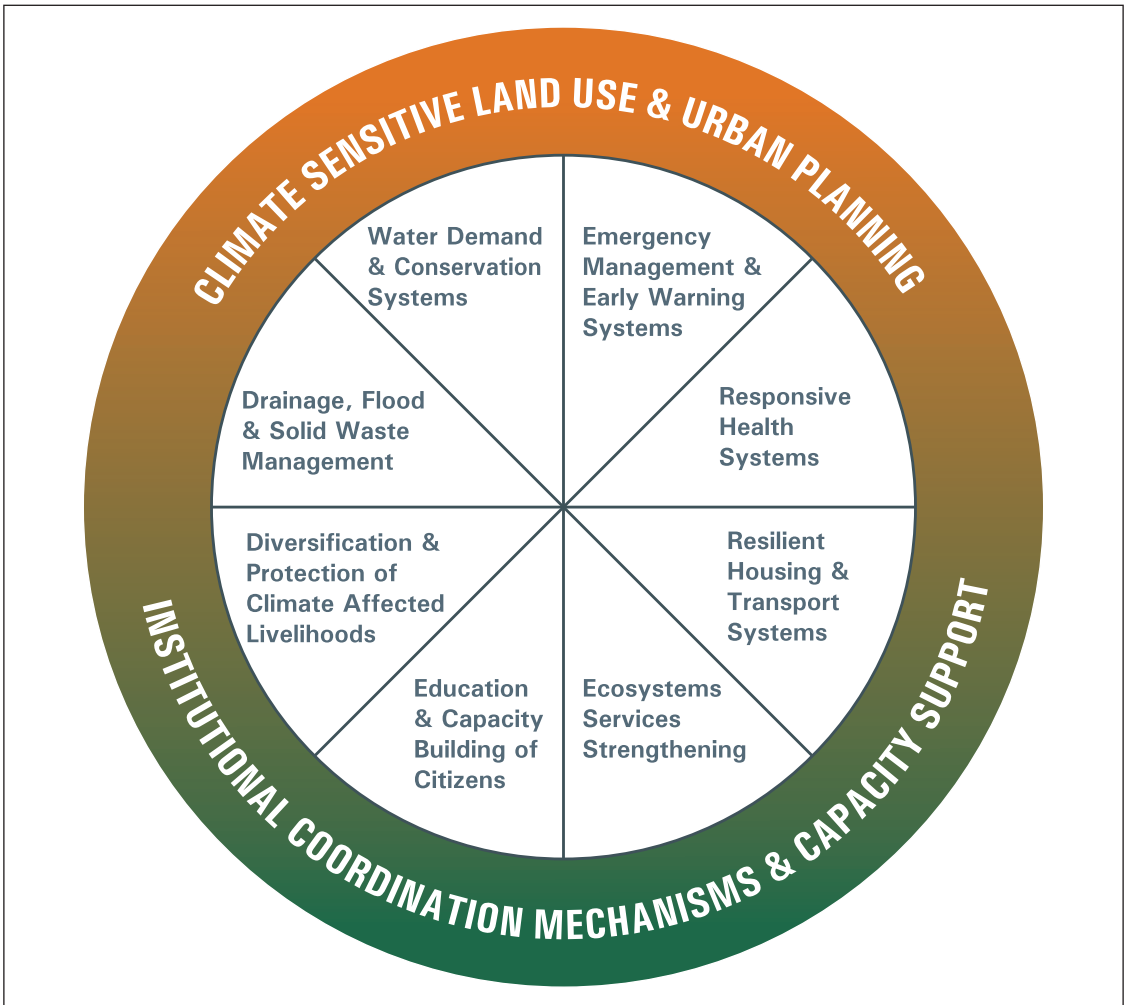 CLIMATE SENSITIVE LAND USE & URBAN PLANNING
Water Demand
& Conservation
Systems
Emergency
Management &
Early Warning
Systems
Responsive
Health
Systems
Resilient
Housing &
Transport
Systems
Ecosystems
Services
Strengthening
Education
& Capacity
Building of
Citizens
Diversification &
Protection of
Climate Affected
Livelihoods
Drainage, Flood
& Solid Waste
Management
INSTITUTIONAL COORDINATION MECHANISMS & CAPACITY SUPPORT